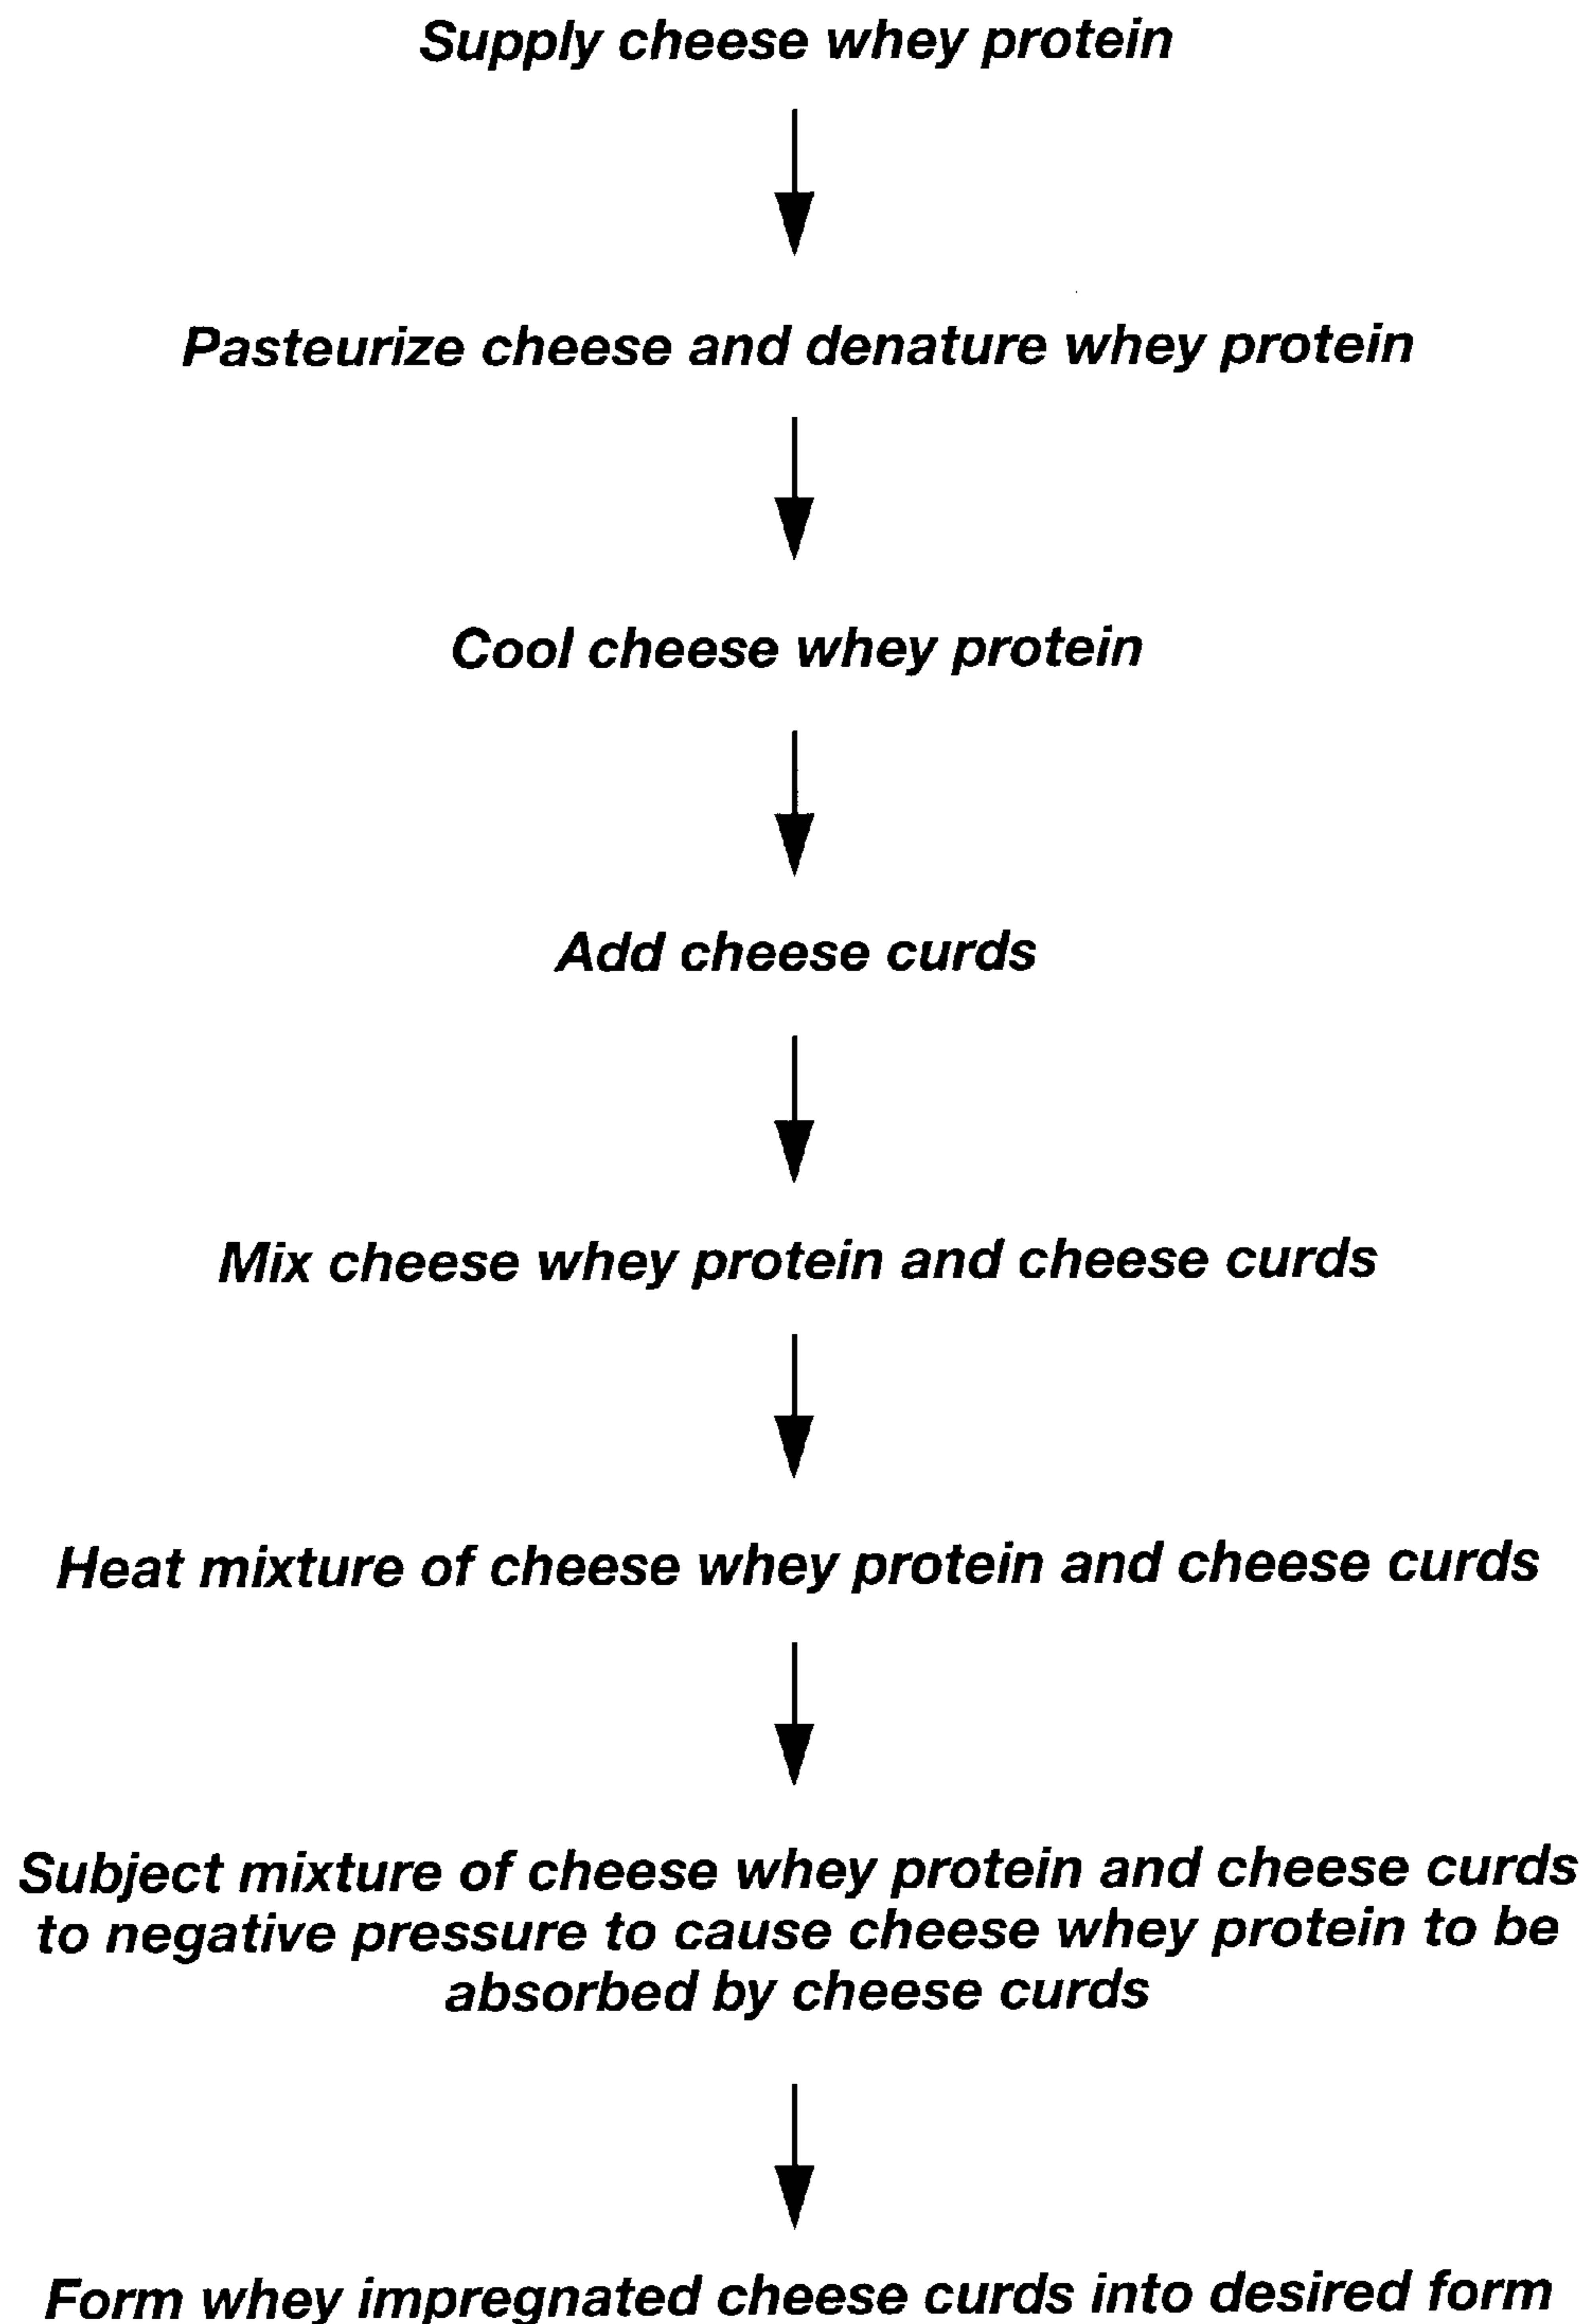 Supply cheese whey protein
Pasteurize cheese and denature whey protein
Cool cheese whey protein
Add cheese curds
Mix cheese whey protein and cheese curds
Heat mixture of cheese whey protein and cheese curds
Subject mixture of cheese whey protein and cheese curds
to negative pressure to cause cheese whey protein to be
absorbed by cheese curds
Form whey impregnated cheese curds into desired form